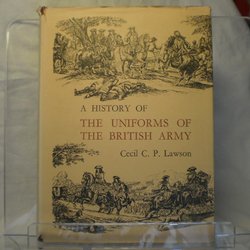 A HISTORY OF
THE UNIFORMS OF
THE BRITISH ARMY
Cecil C. P. Lawson